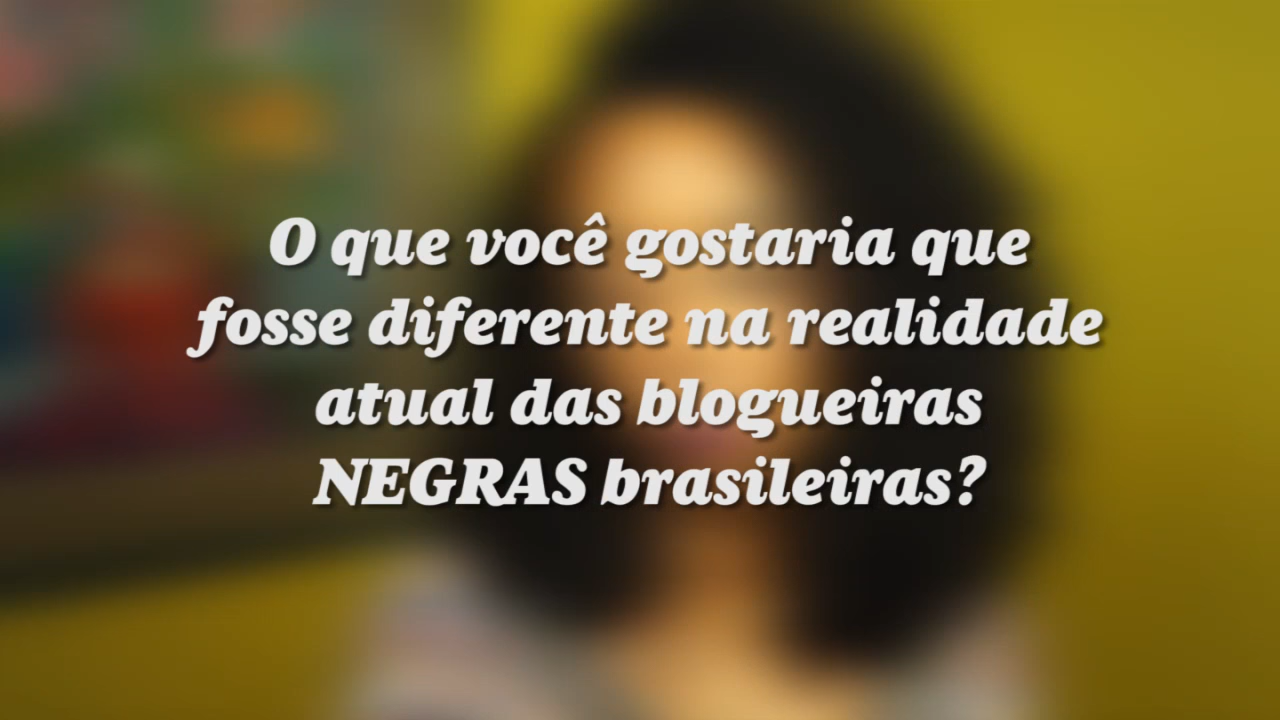 O que você gostaria que
fosse diferente na realidade
atual das blogueiras
NEGRAS brasileiras?